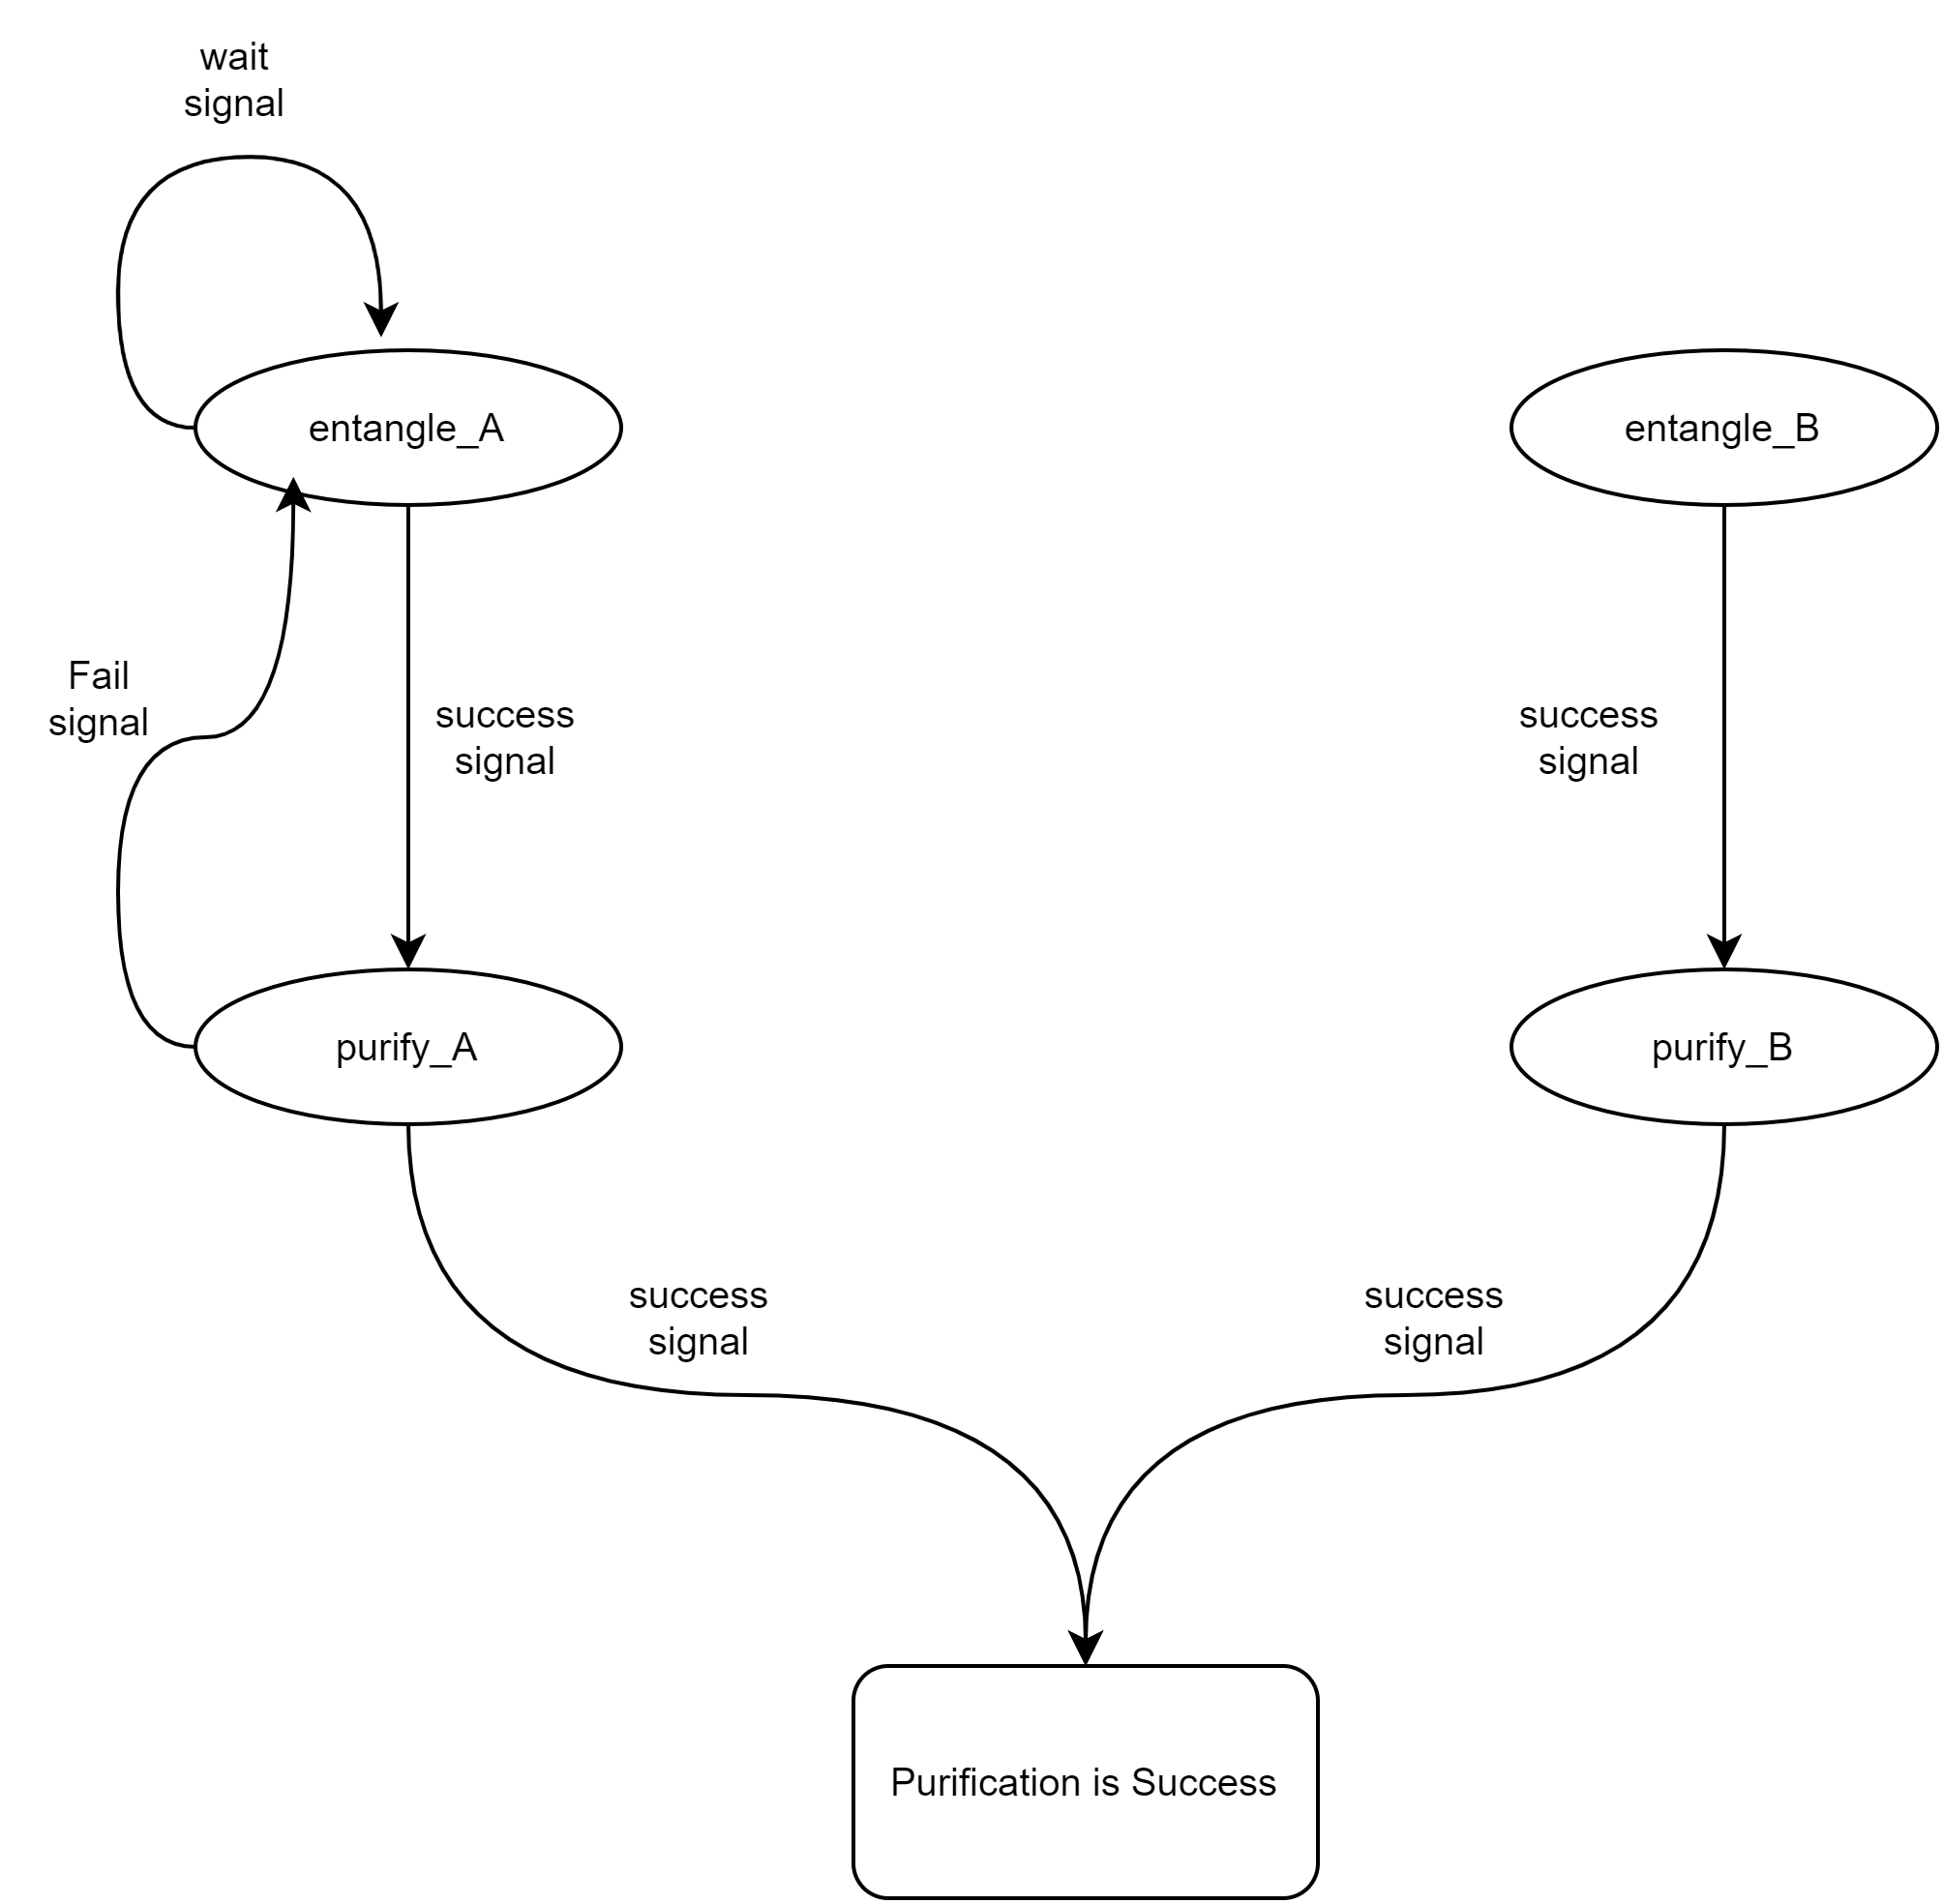 wait
signal
entangle_A
entangle_B
Fail
signal
success
signal
success
signal
purify_A
purify_B
success
signal
success
signal
Purification is Success